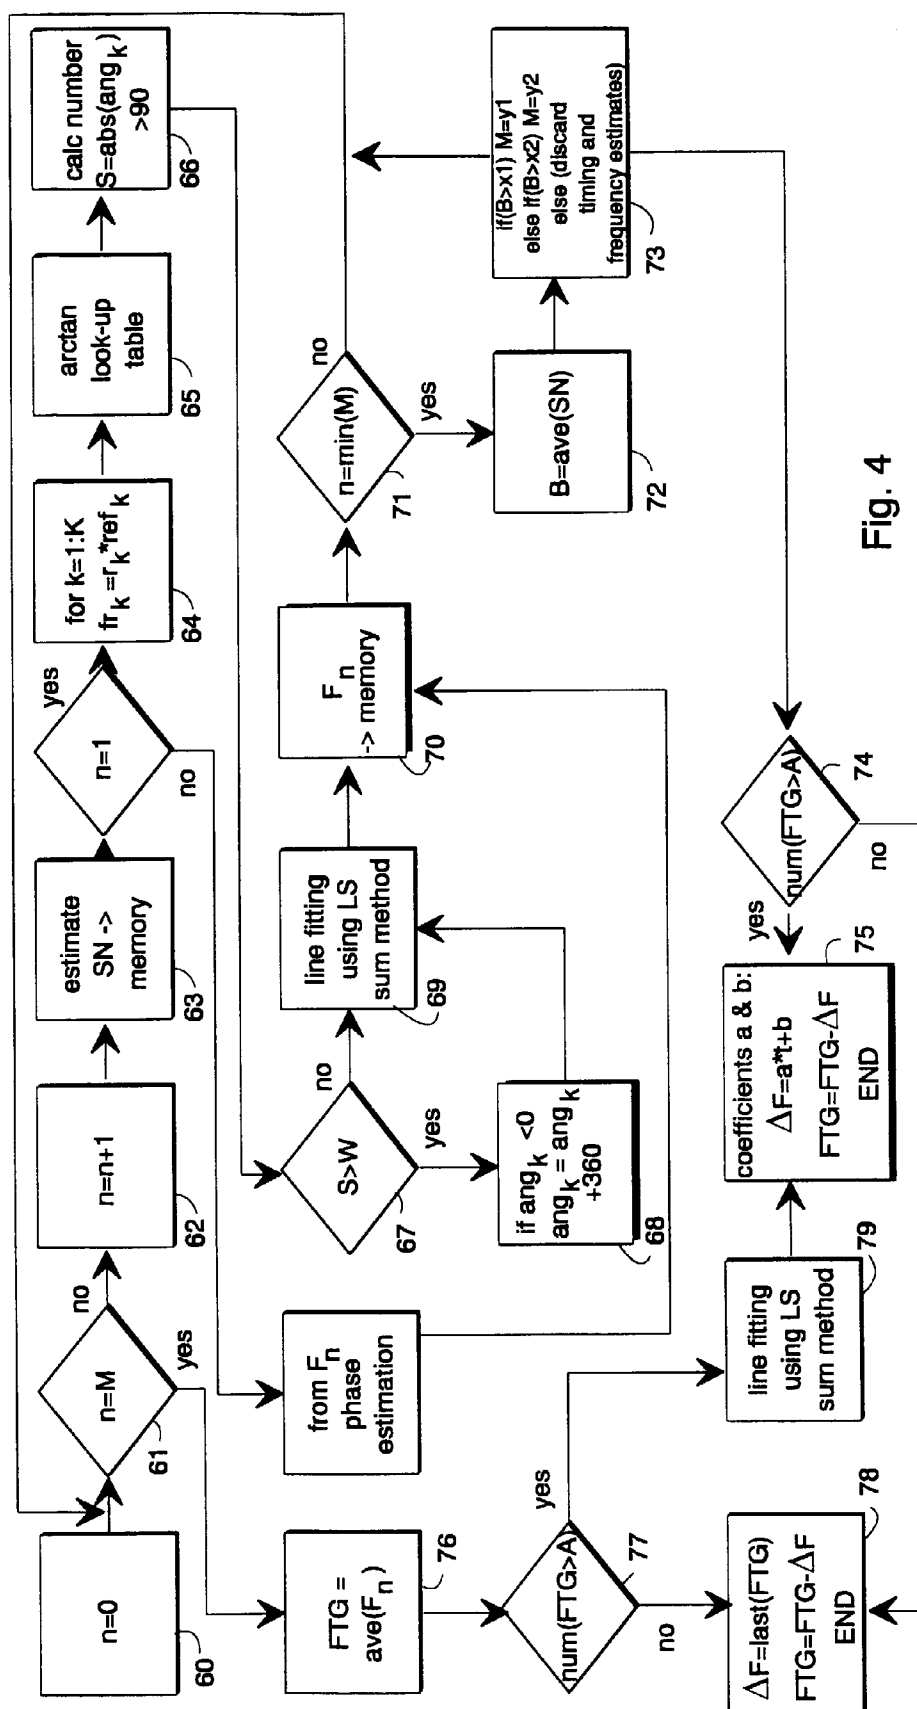 n=0
60
n=M
61
no
yes
n=n+1
62
estimate
SN ->
memory
63
n=1
yes
no
for k=1:K
fr_k=r_k*ref_k
64
arctan
look-up
table
65
calc number
S=abs(ang_k)
>90
66
from F_n
phase
estimation
S>W
67
no
yes
if ang_k <0
ang_k = ang_k
+360
68
line fitting
using LS
sum method
69
F_n
-> memory
70
n=min(M)
71
no
yes
B=ave(SN)
72
if(B>x1) M=y1
else if(B>x2) M=y2
else (discard
timing and
frequency estimates)
73
FTG =
ave(F_n)
76
num(FTG>A)
77
yes
no
ΔF=last(FTG)
FTG=FTG-ΔF
END
78
line fitting
using LS
sum method
79
coefficients a & b:
ΔF=a*t+b
FTG=FTG-ΔF
END
75
num(FTG>A)
74
yes
no
Fig. 4